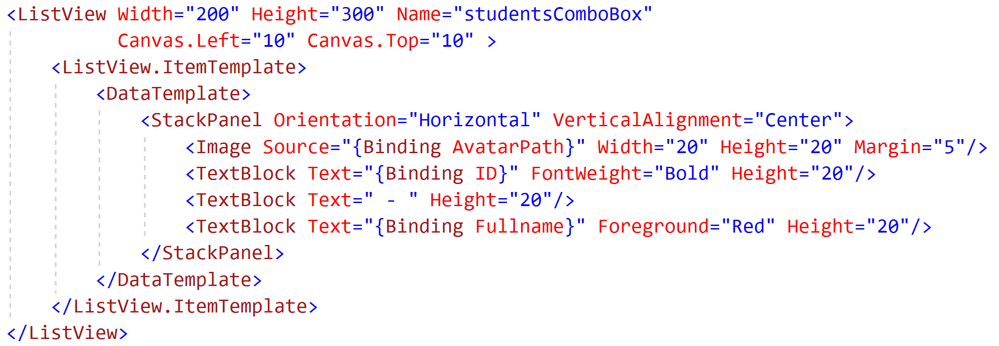 <ListView Width="200" Height="300" Name="studentsComboBox"
Canvas.Left="10" Canvas.Top="10" >
<ListView.ItemTemplate>
<DataTemplate>
<StackPanel Orientation="Horizontal" VerticalAlignment="Center">
<Image Source="{Binding AvatarPath}" Width="20" Height="20" Margin="5"/>
<TextBlock Text="{Binding ID}" FontWeight="Bold" Height="20"/>
<TextBlock Text=" - " Height="20"/>
<TextBlock Text="{Binding Fullname}" Foreground="Red" Height="20"/>
</StackPanel>
</DataTemplate>
</ListView.ItemTemplate>
</ListView>